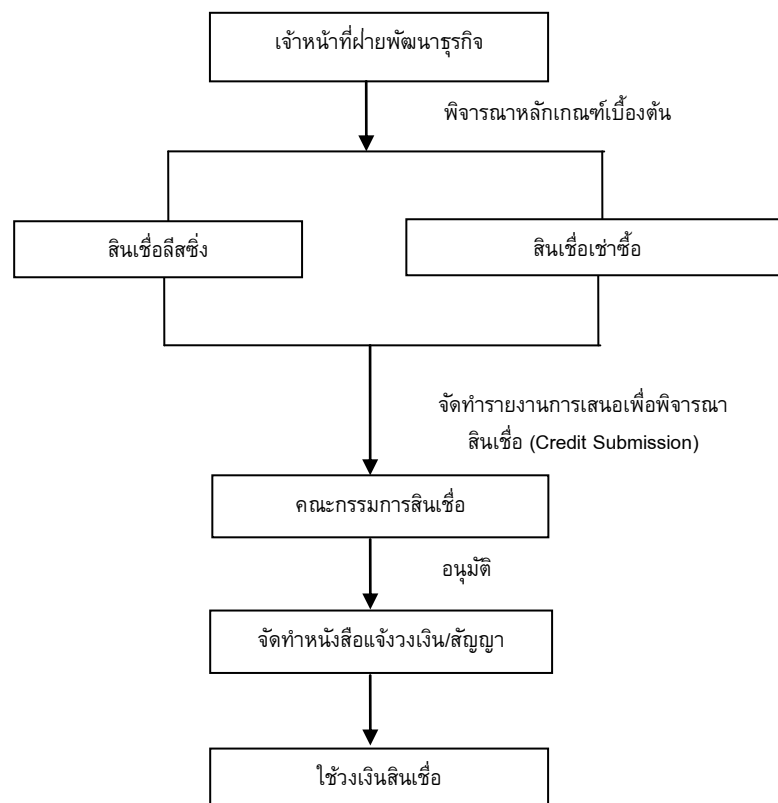 เจ้าหน้าที่ฝ่ายพัฒนาธุรกิจ
พิจารณาหลักเกณฑ์เบื้องต้น
สินเชื่อลีสซิ่ง
สินเชื่อเช่าซื้อ
จัดทำรายงานการเสนอเพื่อพิจารณา
สินเชื่อ (Credit Submission)
คณะกรรมการสินเชื่อ
อนุมัติ
จัดทำหนังสือแจ้งวงเงิน/สัญญา
ใช้วงเงินสินเชื่อ